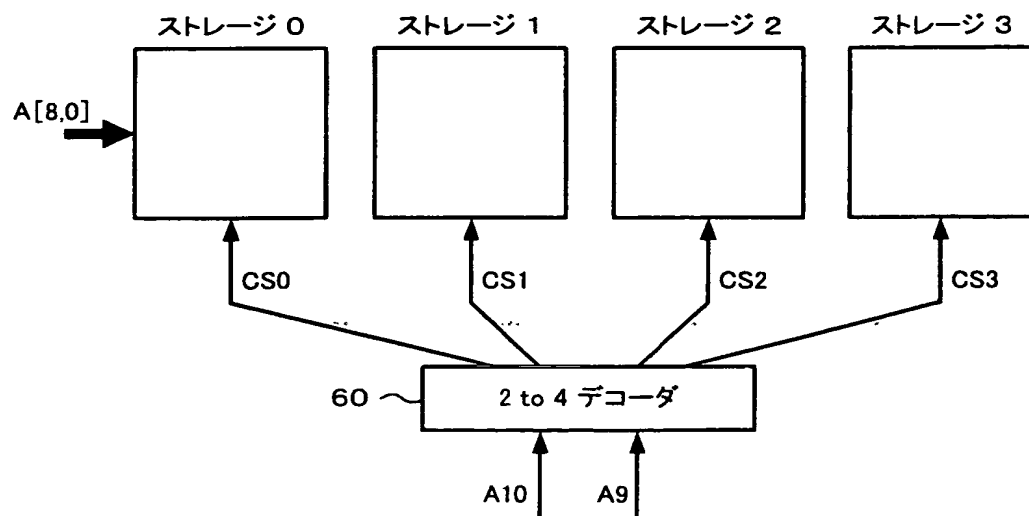 ストレージ 0 ストレージ 1 ストレージ 2 ストレージ 3
A[8,0]
CS0 CS1 CS2 CS3
60 2 to 4 デコーダ
A10 A9